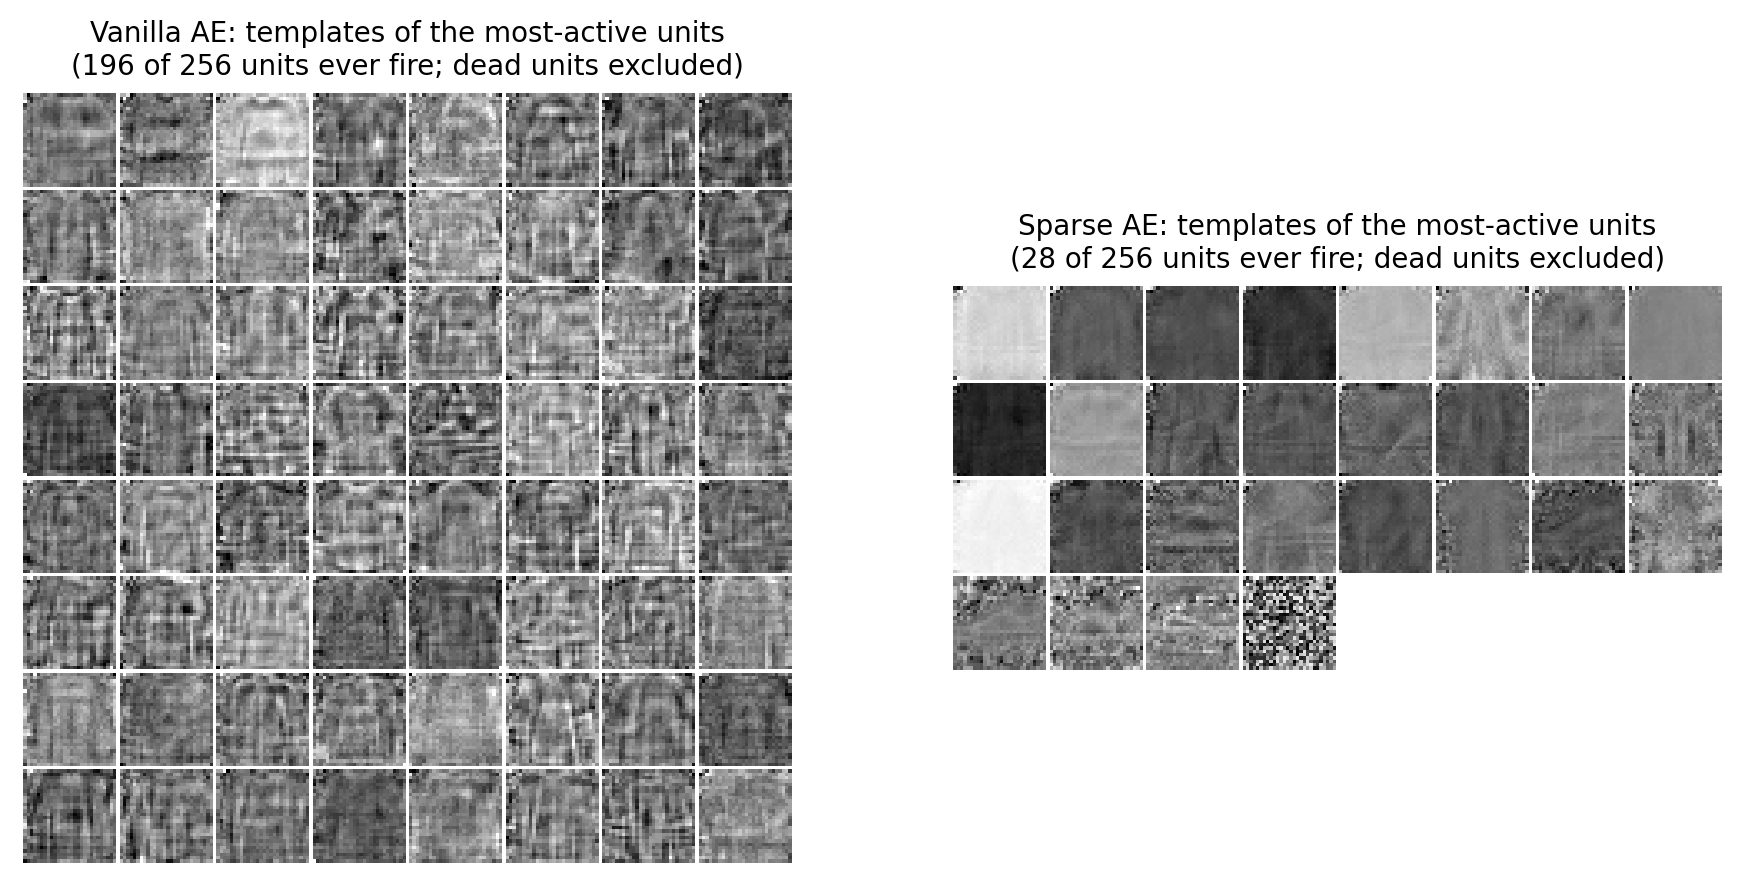 Vanilla AE: templates of the most-active units
(196 of 256 units ever fire; dead units excluded)
Sparse AE: templates of the most-active units
(28 of 256 units ever fire; dead units excluded)